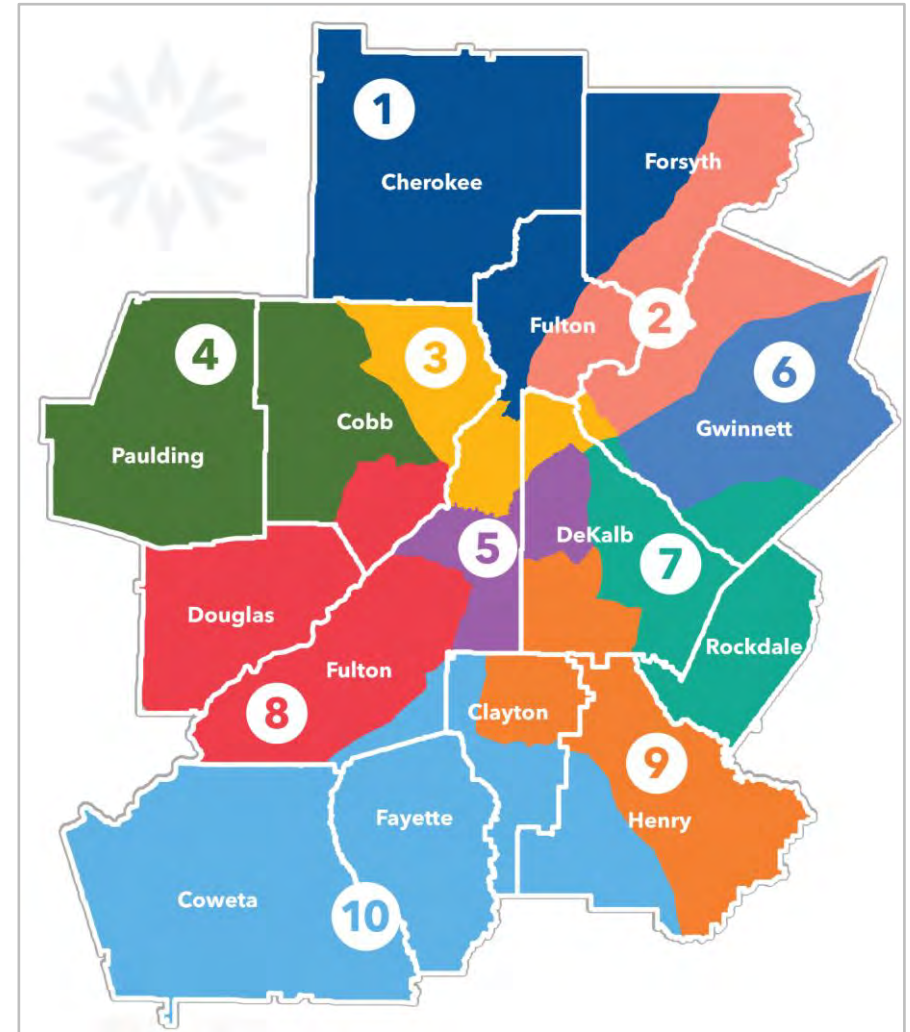 1
Cherokee
Forsyth
Fulton
2
3
4
6
Cobb
Gwinnett
Paulding
5
DeKalb
7
Douglas
Rockdale
Fulton
8
Clayton
9
Fayette
Henry
Coweta
10